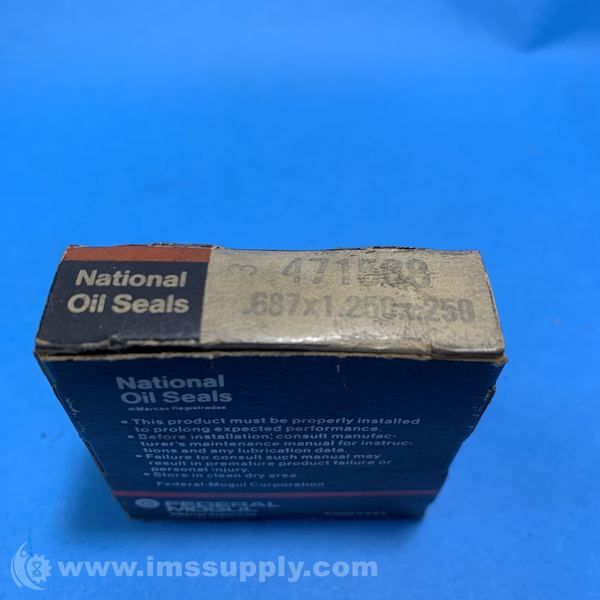 National
Oil Seals
.687x1.250x.250
National
Oil Seals
Marcas Registradas
• This product must be properly installed
to prolong expected performance.
• Before installation, consult manufac-
turer's maintenance manual for instruc-
tions and any lubrication data.
• Failure to consult such manual may
result in premature product failure or
personal injury.
• Store in clean dry area.
Federal-Mogul Corporation
FEDERAL
MOGUL
www.imssupply.com/